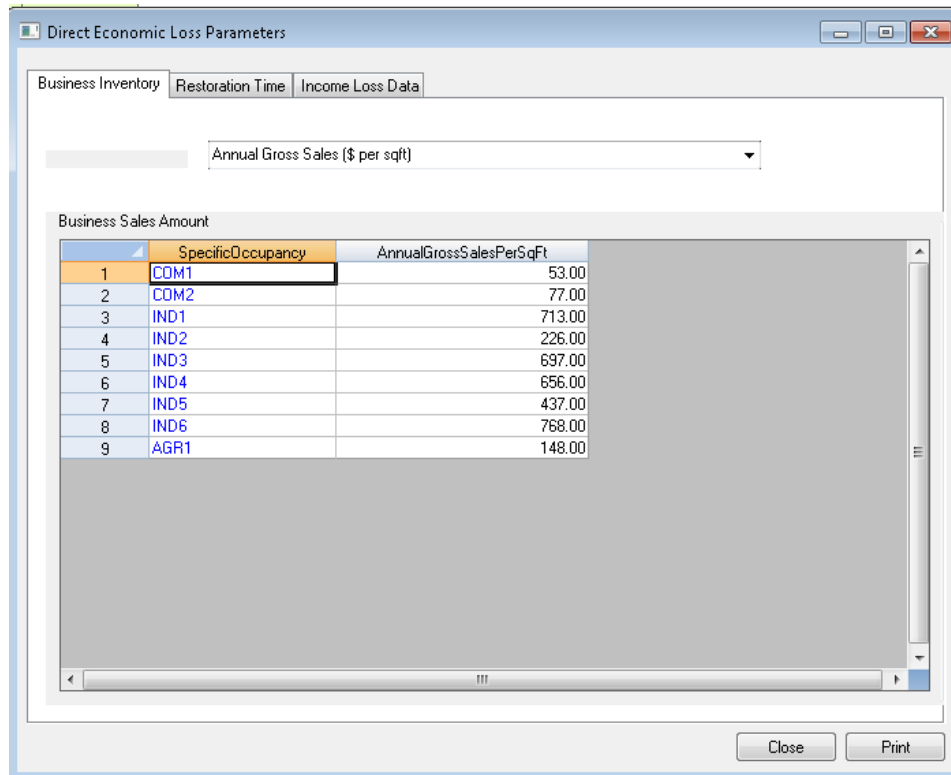 Direct Economic Loss Parameters
Business Inventory Restoration Time Income Loss Data
Annual Gross Sales ($ per sqft)
Business Sales Amount
SpecificOccupancy AnnualGrossSalesPerSqFt
1 COM1 53.00
2 COM2 77.00
3 IND1 713.00
4 IND2 226.00
5 IND3 697.00
6 IND4 656.00
7 IND5 437.00
8 IND6 768.00
9 AGR1 148.00
Close Print